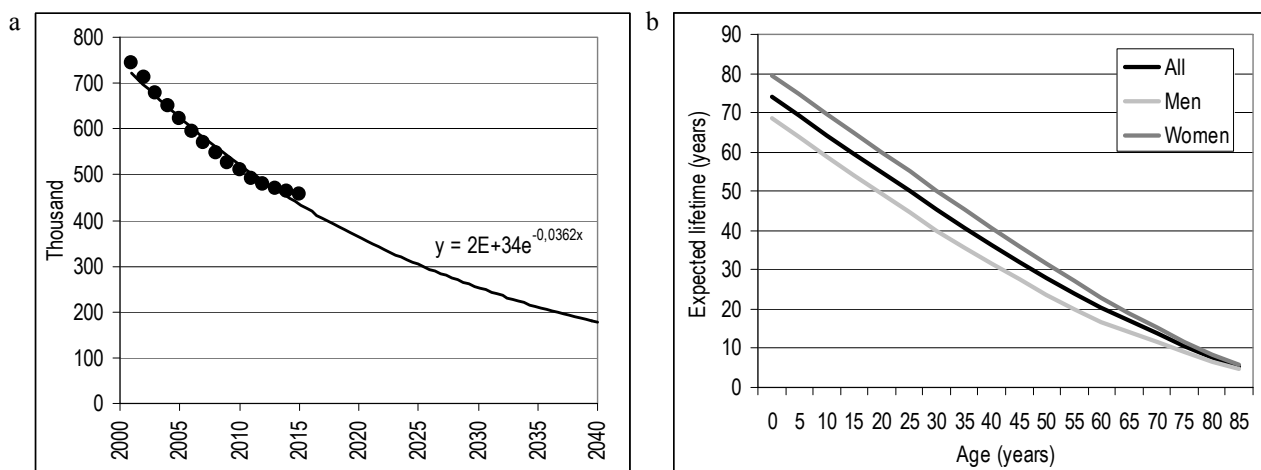 a
800
700
600
500
400
300
200
100
0
Thousand
y = 2E+34e^-0,0362x
2000 2005 2010 2015 2020 2025 2030 2035 2040
b
90
80
70
60
50
40
30
20
10
0
Expected lifetime (years)
All
Men
Women
0 5 10 15 20 25 30 35 40 45 50 55 60 65 70 75 80 85
Age (years)